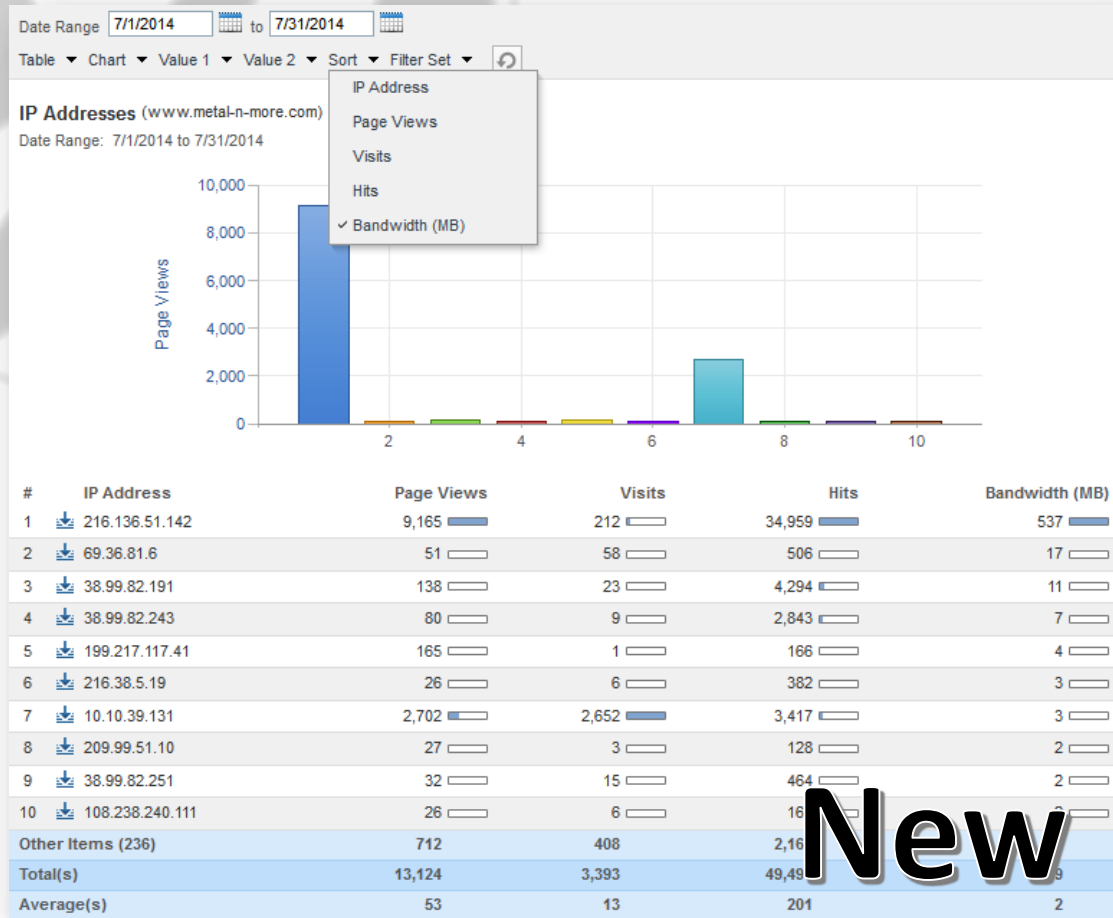 Date Range 7/1/2014 to 7/31/2014
Table Chart Value 1 Value 2 Sort Filter Set
IP Address
Page Views
Visits
Hits
✓ Bandwidth (MB)
IP Addresses (www.metal-n-more.com)
Date Range: 7/1/2014 to 7/31/2014
Page Views
10,000
8,000
6,000
4,000
2,000
0
2 4 6 8 10
# IP Address Page Views Visits Hits Bandwidth (MB)
1 216.136.51.142 9,165 212 34,959 537
2 69.36.81.6 51 58 506 17
3 38.99.82.191 138 23 4,294 11
4 38.99.82.243 80 9 2,843 7
5 199.217.117.41 165 1 166 4
6 216.38.5.19 26 6 382 3
7 10.10.39.131 2,702 2,652 3,417 3
8 209.99.51.10 27 3 128 2
9 38.99.82.251 32 15 464 2
10 108.238.240.111 26 6
Other Items (236) 712 408
Total(s) 13,124 3,393
Average(s) 53 13 201 2
New